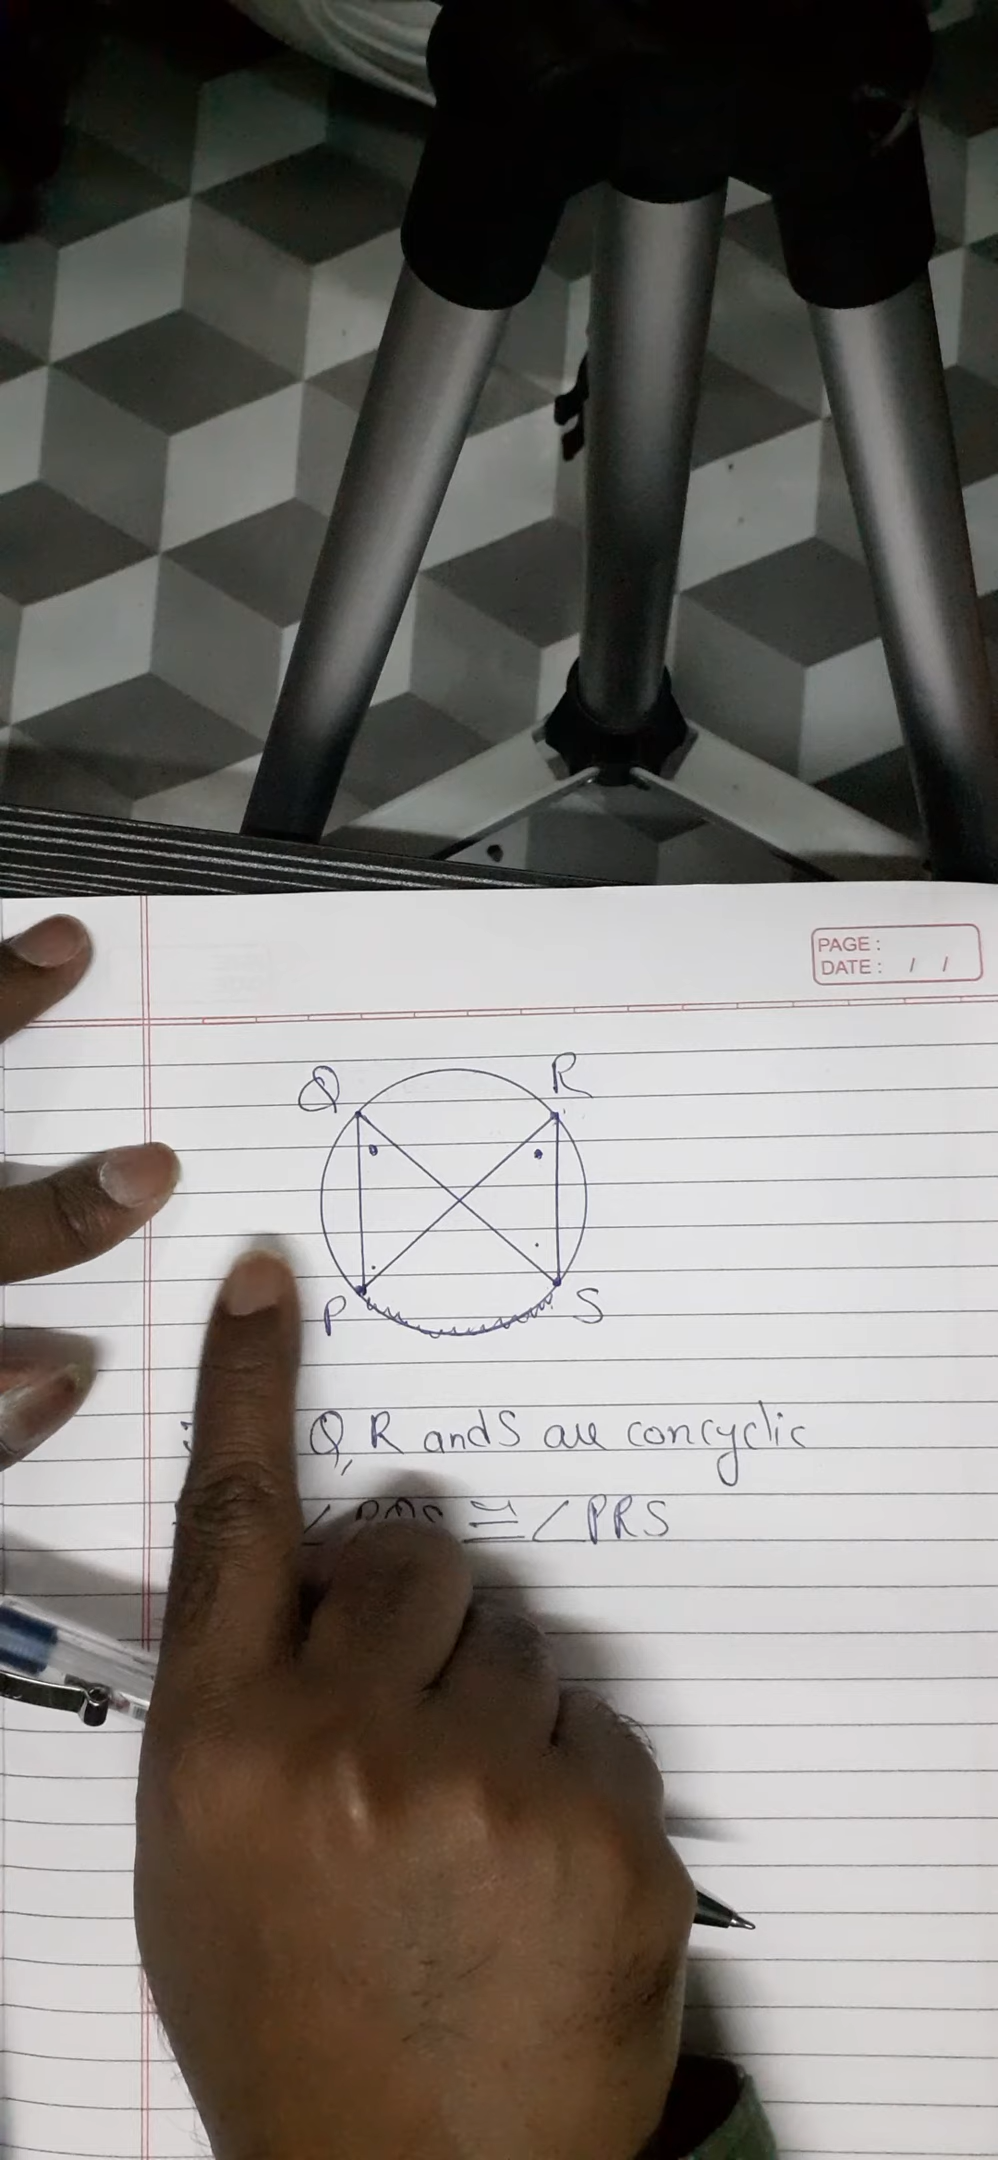 PAGE :
DATE : / /
Q R
P S
Q, R and S are concyclic
≅ ∠PRS